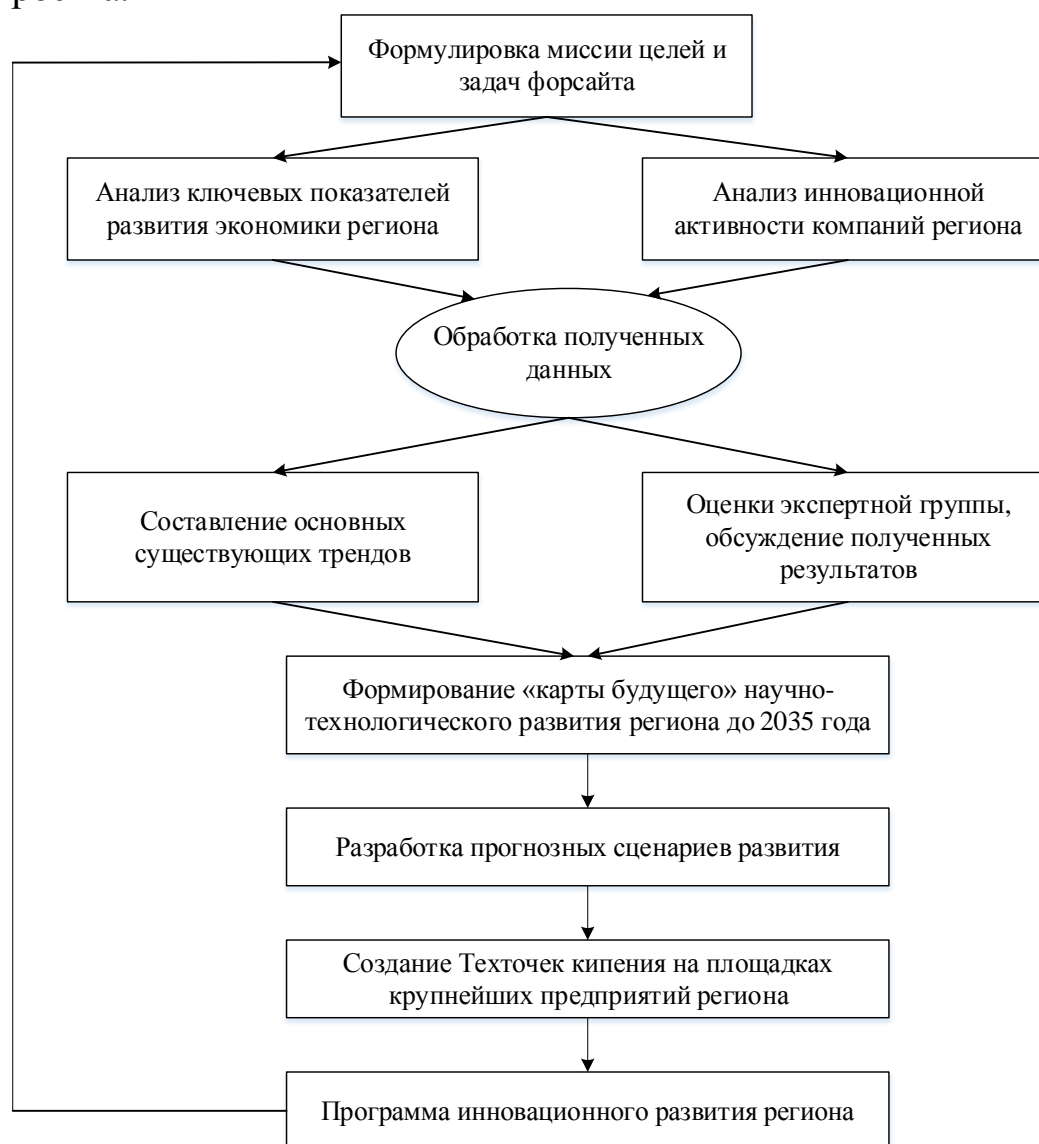 Формулировка миссии целей и
задач форсайта
Анализ ключевых показателей
развития экономики региона
Анализ инновационной
активности компаний региона
Обработка полученных
данных
Составление основных
существующих трендов
Оценки экспертной группы,
обсуждение полученных
результатов
Формирование «карты будущего» научно-
технологического развития региона до 2035 года
Разработка прогнозных сценариев развития
Создание Техточек кипения на площадках
крупнейших предприятий региона
Программа инновационного развития региона